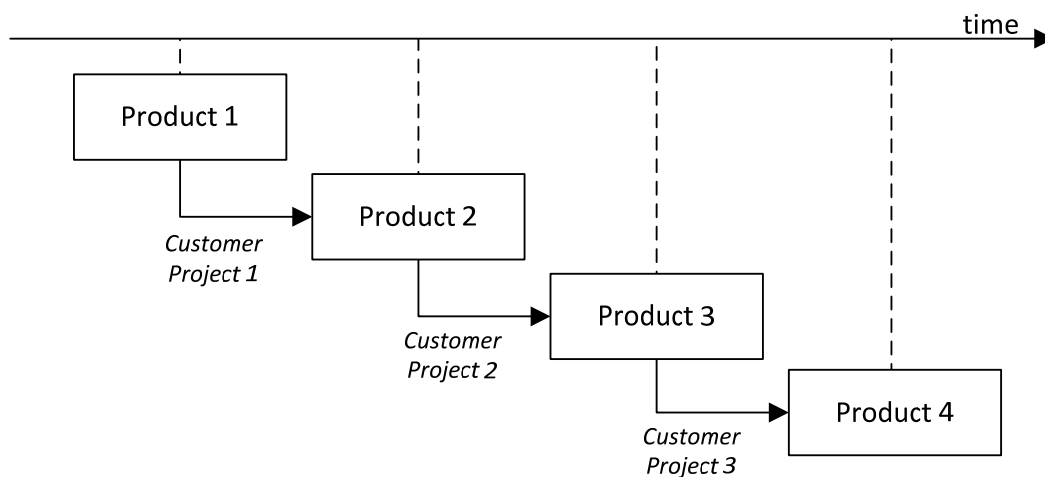 time
Product 1
Product 2
Customer
Project 1
Product 3
Customer
Project 2
Product 4
Customer
Project 3